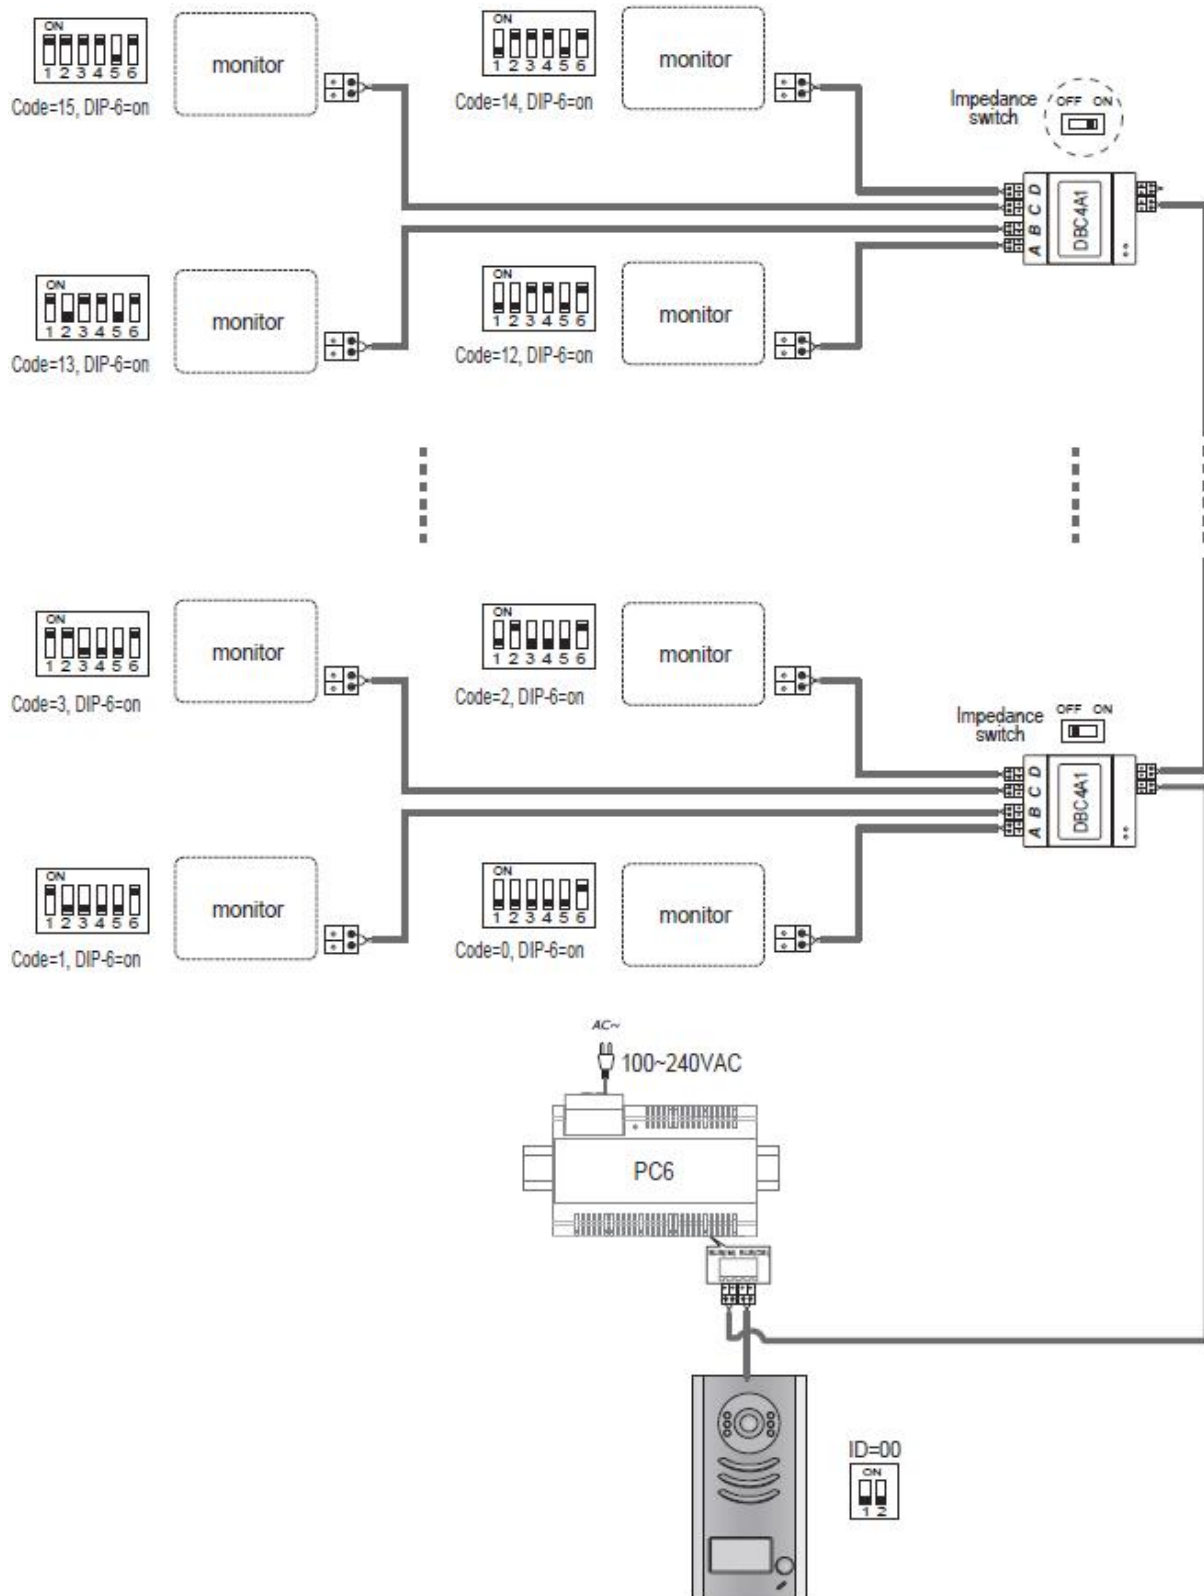 ON
1 2 3 4 5 6
Code=15, DIP-6=on
monitor
ON
1 2 3 4 5 6
Code=14, DIP-6=on
monitor
Impedance
switch
OFF ON
A B C D
DBC4A1
ON
1 2 3 4 5 6
Code=13, DIP-6=on
monitor
ON
1 2 3 4 5 6
Code=12, DIP-6=on
monitor
ON
1 2 3 4 5 6
Code=3, DIP-6=on
monitor
ON
1 2 3 4 5 6
Code=2, DIP-6=on
monitor
Impedance
switch
OFF ON
A B C D
DBC4A1
ON
1 2 3 4 5 6
Code=1, DIP-6=on
monitor
ON
1 2 3 4 5 6
Code=0, DIP-6=on
monitor
AC~
100~240VAC
PC6
ID=00
ON
1 2